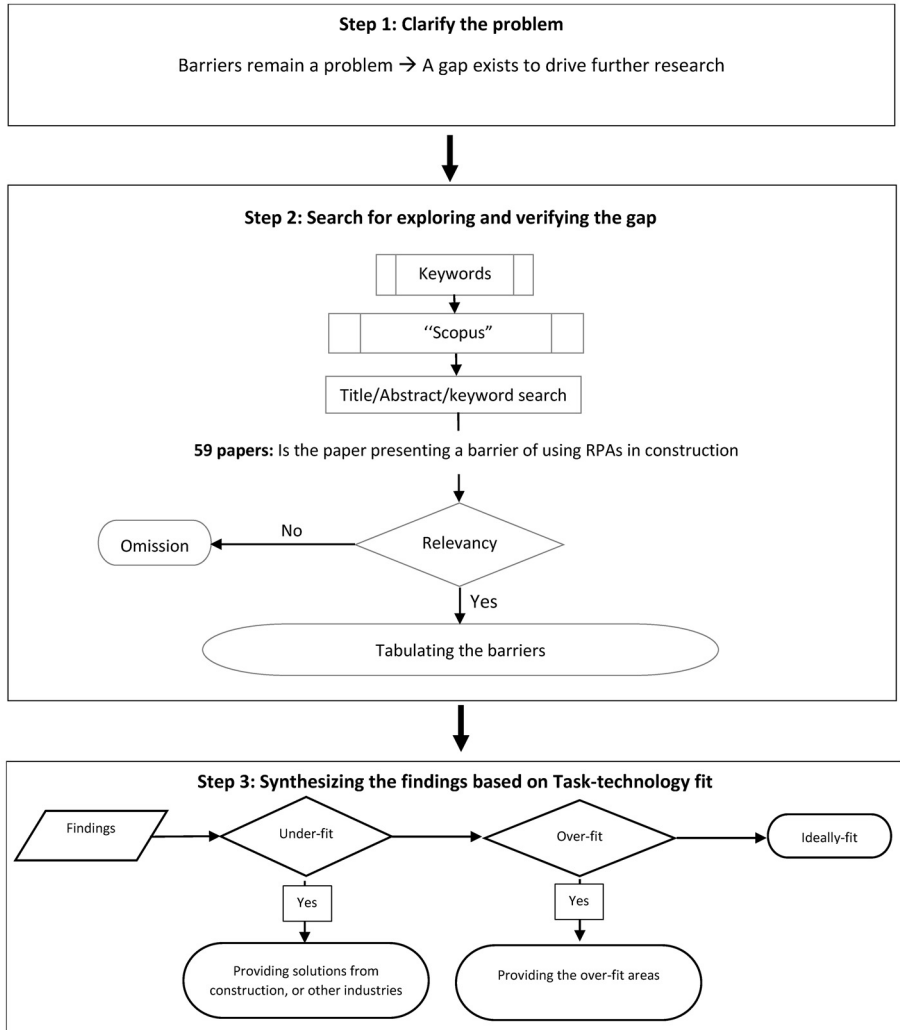 Step 1: Clarify the problem
Barriers remain a problem → A gap exists to drive further research
Step 2: Search for exploring and verifying the gap
Keywords
‘‘Scopus”
Title/Abstract/keyword search
59 papers: Is the paper presenting a barrier of using RPAs in construction
Relevancy
No
Omission
Yes
Tabulating the barriers
Step 3: Synthesizing the findings based on Task-technology fit
Findings
Under-fit
Over-fit
Ideally-fit
Yes
Yes
Providing solutions from
construction, or other industries
Providing the over-fit areas